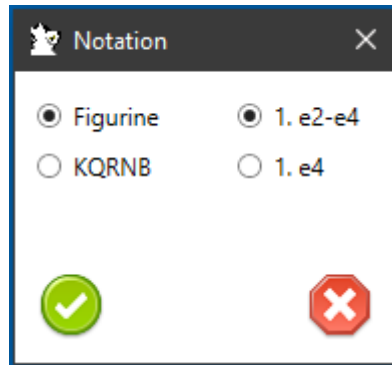 Notation
Figurine
1. e2-e4
KQRNB
1. e4